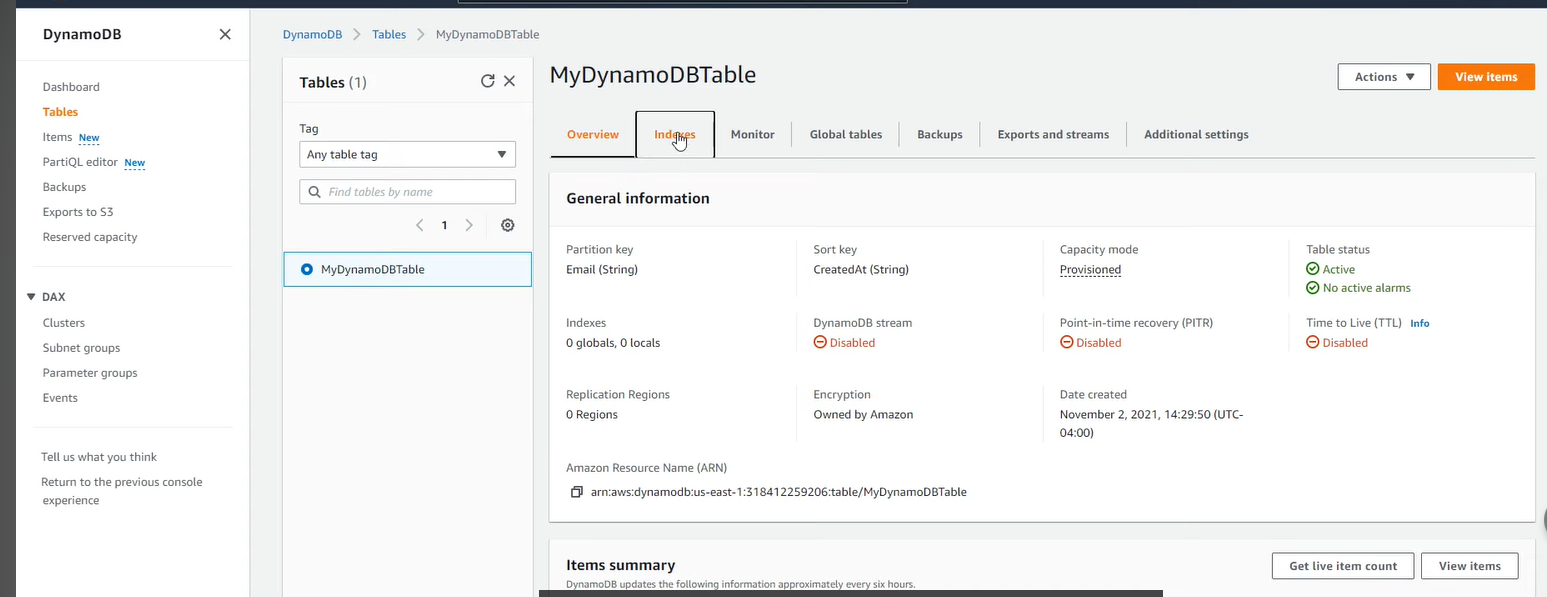 DynamoDB
Dashboard
Tables
Items New
PartiQL editor New
Backups
Exports to S3
Reserved capacity
DAX
Clusters
Subnet groups
Parameter groups
Events
Tell us what you think
Return to the previous console
experience
DynamoDB Tables MyDynamoDBTable
Tables (1)
Tag
Any table tag
Find tables by name
1
MyDynamoDBTable
MyDynamoDBTable
Actions
View items
Overview Indexes Monitor Global tables Backups Exports and streams Additional settings
General information
Partition key
Email (String)
Sort key
CreatedAt (String)
Capacity mode
Provisioned
Table status
Active
No active alarms
Indexes
0 globals, 0 locals
DynamoDB stream
Disabled
Point-in-time recovery (PITR)
Disabled
Time to Live (TTL) Info
Disabled
Replication Regions
0 Regions
Encryption
Owned by Amazon
Date created
November 2, 2021, 14:29:50 (UTC-
04:00)
Amazon Resource Name (ARN)
arn:aws:dynamodb:us-east-1:318412259206:table/MyDynamoDBTable
Items summary
DynamoDB updates the following information approximately every six hours.
Get live item count
View items